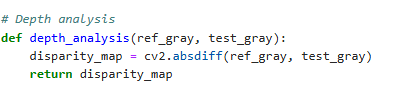 # Depth analysis
def depth_analysis(ref_gray, test_gray):
    disparity_map = cv2.absdiff(ref_gray, test_gray)
    return disparity_map